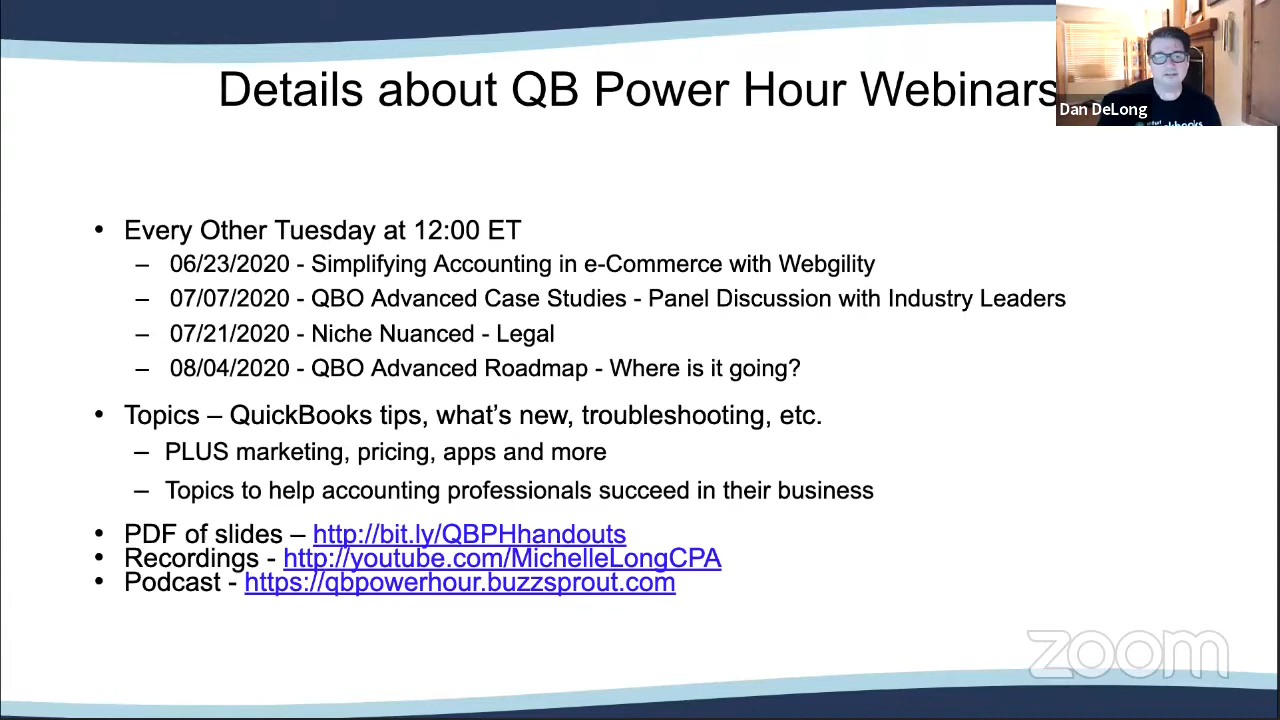 Details about QB Power Hour Webinars
Dan DeLong
• Every Other Tuesday at 12:00 ET
– 06/23/2020 - Simplifying Accounting in e-Commerce with Webgility
– 07/07/2020 - QBO Advanced Case Studies - Panel Discussion with Industry Leaders
– 07/21/2020 - Niche Nuanced - Legal
– 08/04/2020 - QBO Advanced Roadmap - Where is it going?
• Topics – QuickBooks tips, what’s new, troubleshooting, etc.
– PLUS marketing, pricing, apps and more
– Topics to help accounting professionals succeed in their business
• PDF of slides – http://bit.ly/QBPHhandouts
• Recordings - http://youtube.com/MichelleLongCPA
• Podcast - https://qbpowerhour.buzzsprout.com
zoom